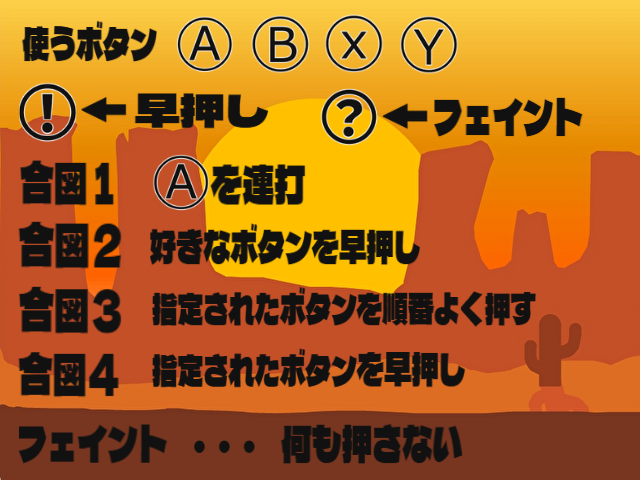 使うボタン Ⓐ Ⓑ Ⓧ Ⓨ
! ← 早押し ? ← フェイント
合図1 Ⓐを連打
合図2 好きなボタンを早押し
合図3 指定されたボタンを順番よく押す
合図4 指定されたボタンを早押し
フェイント ・・・ 何も押さない